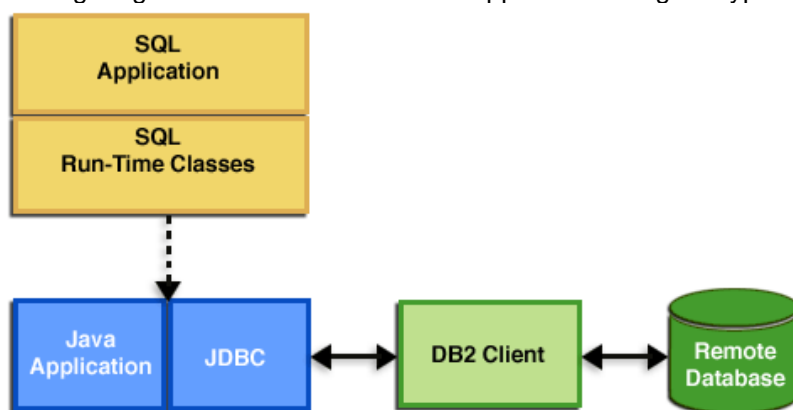 SQL
Application
SQL
Run-Time Classes
Java
Application
JDBC
DB2 Client
Remote
Database